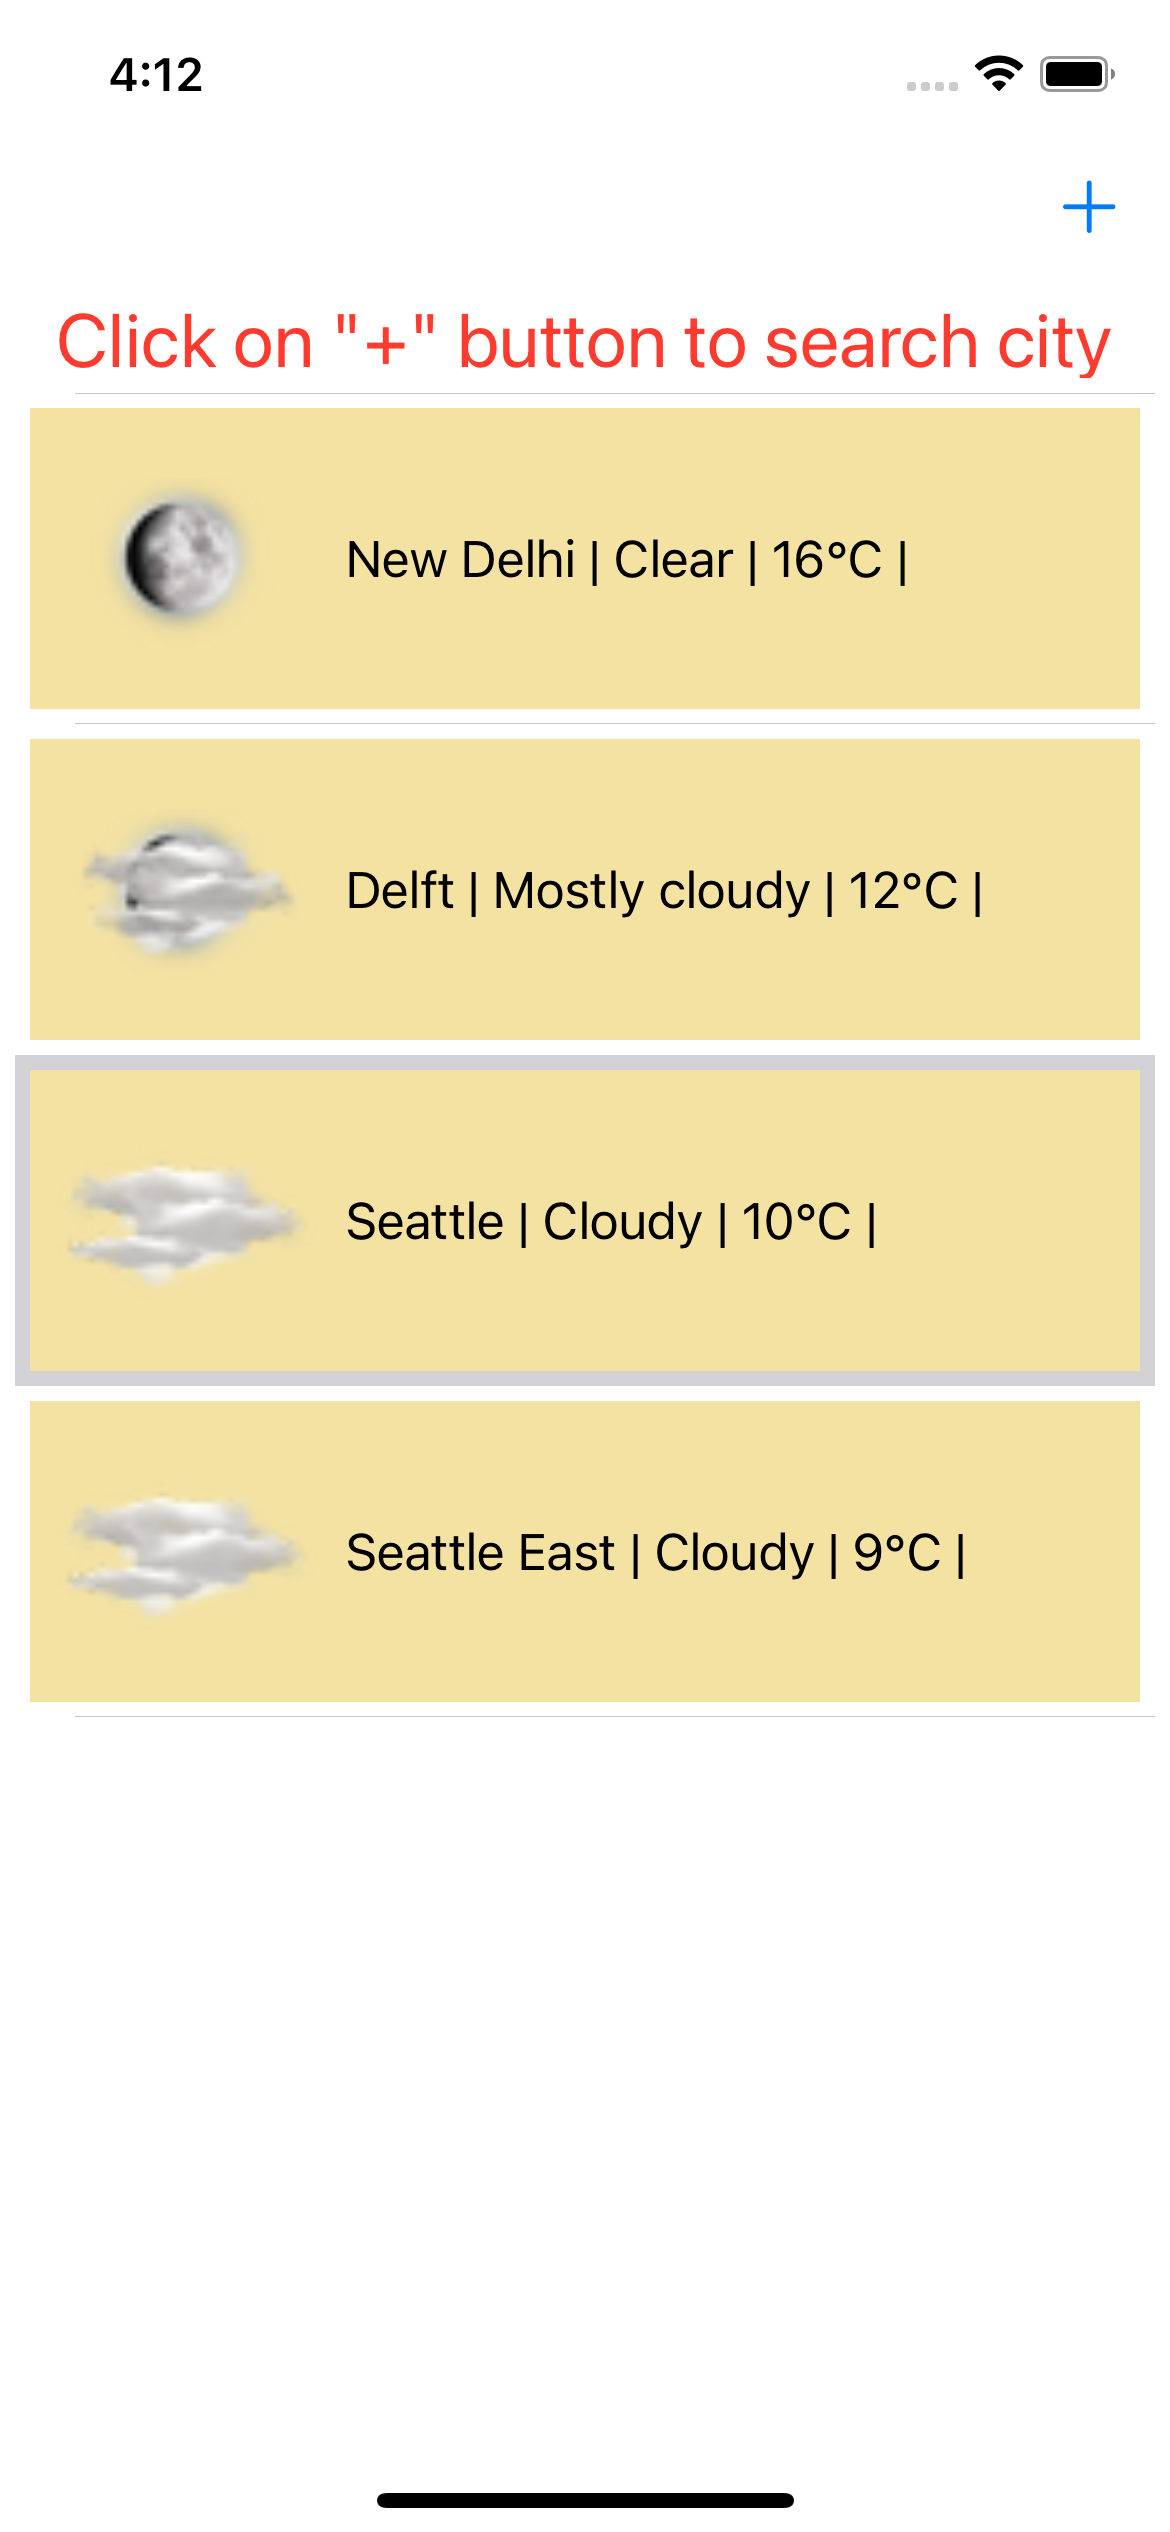 4:12
Click on "+" button to search city
New Delhi | Clear | 16°C |
Delft | Mostly cloudy | 12°C |
Seattle | Cloudy | 10°C |
Seattle East | Cloudy | 9°C |